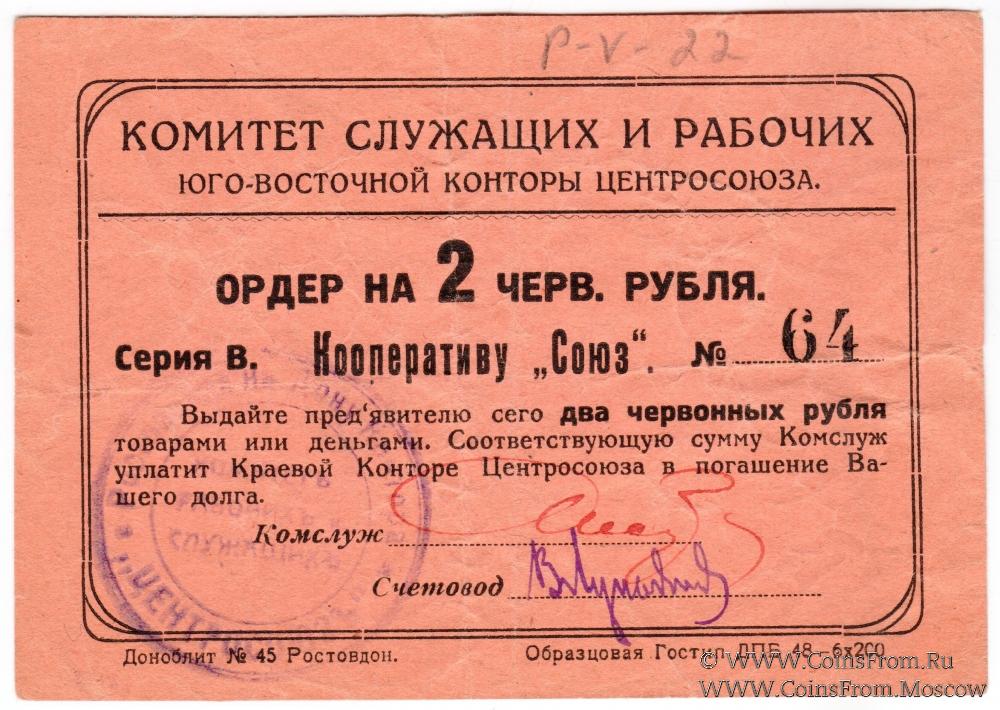 P-V-22
КОМИТЕТ СЛУЖАЩИХ И РАБОЧИХ
ЮГО-ВОСТОЧНОЙ КОНТОРЫ ЦЕНТРОСОЮЗА.
ОРДЕР НА 2 ЧЕРВ. РУБЛЯ.
Серия В. Кооперативу „Союз“. № 64
Выдайте пред‘явителю сего два червонных рубля
товарами или деньгами. Соответствующую сумму Комслуж
уплатит Краевой Конторе Центросоюза в погашение Ва-
шего долга.
Комслуж
Счетовод
Доноблит № 45 Ростовдон. Образцовая Гостип ДПБ 48—6х200
© WWW.CoinsFrom.Ru
WWW.CoinsFrom.Moscow